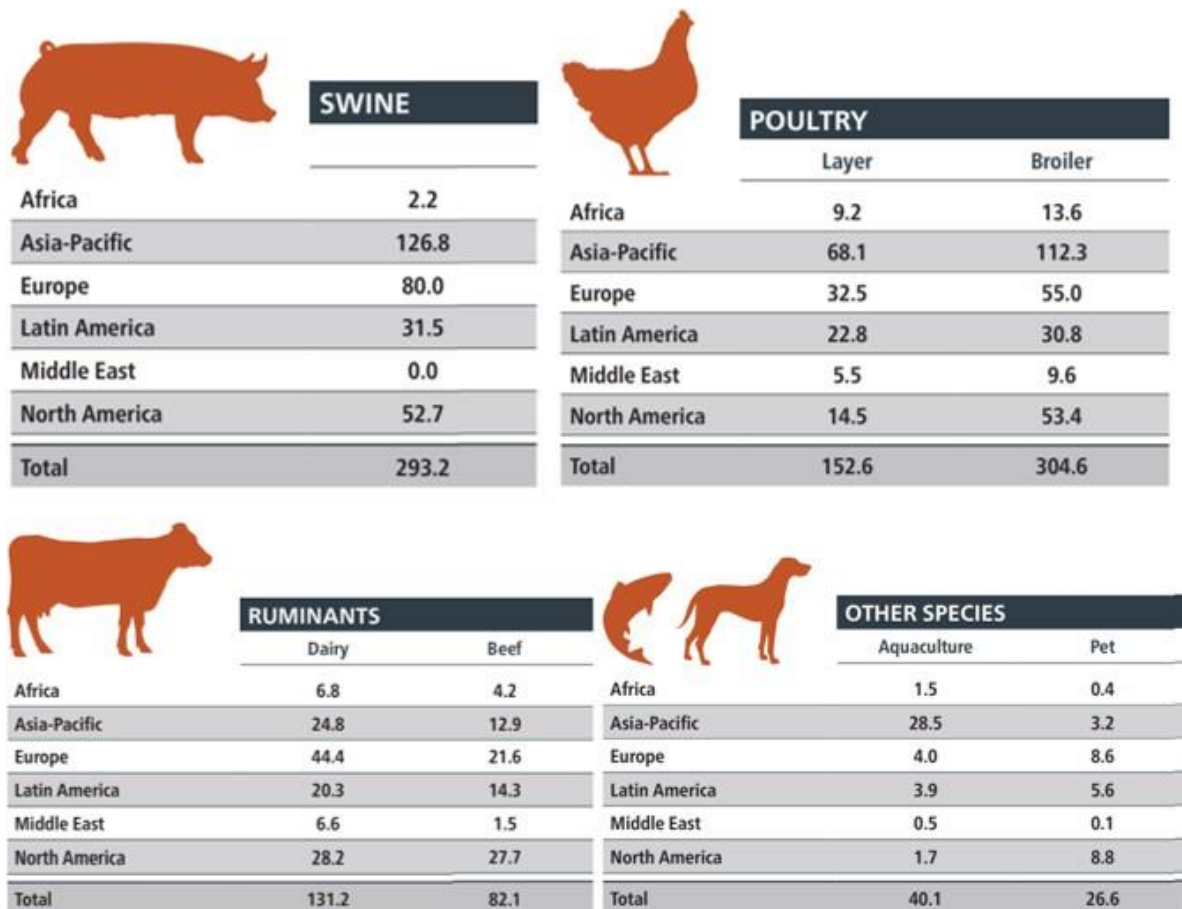 SWINE
Africa 2.2
Asia-Pacific 126.8
Europe 80.0
Latin America 31.5
Middle East 0.0
North America 52.7
Total 293.2
POULTRY
Layer Broiler
Africa 9.2 13.6
Asia-Pacific 68.1 112.3
Europe 32.5 55.0
Latin America 22.8 30.8
Middle East 5.5 9.6
North America 14.5 53.4
Total 152.6 304.6
RUMINANTS
Dairy Beef
Africa 6.8 4.2
Asia-Pacific 24.8 12.9
Europe 44.4 21.6
Latin America 20.3 14.3
Middle East 6.6 1.5
North America 28.2 27.7
Total 131.2 82.1
OTHER SPECIES
Aquaculture Pet
Africa 1.5 0.4
Asia-Pacific 28.5 3.2
Europe 4.0 8.6
Latin America 3.9 5.6
Middle East 0.5 0.1
North America 1.7 8.8
Total 40.1 26.6